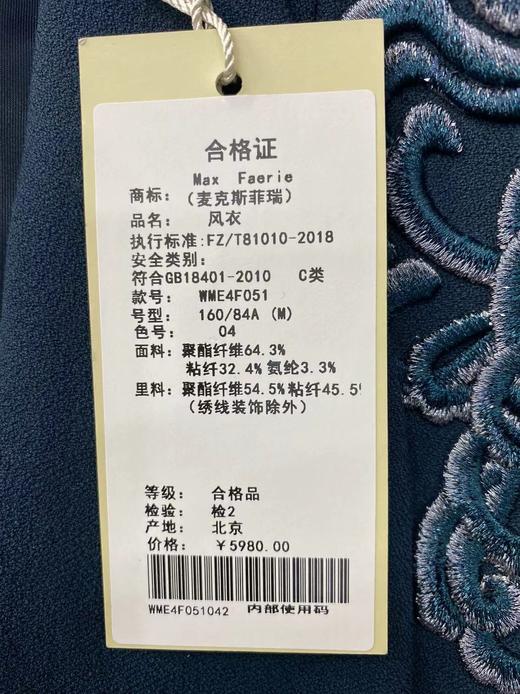 合格证
Max Faerie
商标:（麦克斯菲瑞）
品名: 风衣
执行标准:FZ/T81010-2018
安全类别:
符合GB18401-2010 C类
款号: WME4F051
号型: 160/84A (M)
色号: 04
面料: 聚酯纤维64.3%
粘纤32.4% 氨纶3.3%
里料: 聚酯纤维54.5%粘纤45.5%
（绣线装饰除外）
等级: 合格品
检验: 检2
产地: 北京
价格: ￥5980.00
WME4F051042 内部使用码